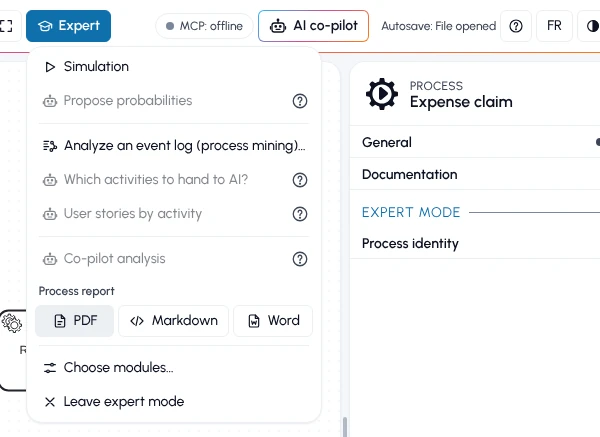 Expert
MCP: offline
AI co-pilot
Autosave: File opened
FR
Simulation
Propose probabilities
Analyze an event log (process mining)...
Which activities to hand to AI?
User stories by activity
Co-pilot analysis
Process report
PDF
Markdown
Word
Choose modules...
Leave expert mode
R
PROCESS
Expense claim
General
Documentation
EXPERT MODE
Process identity